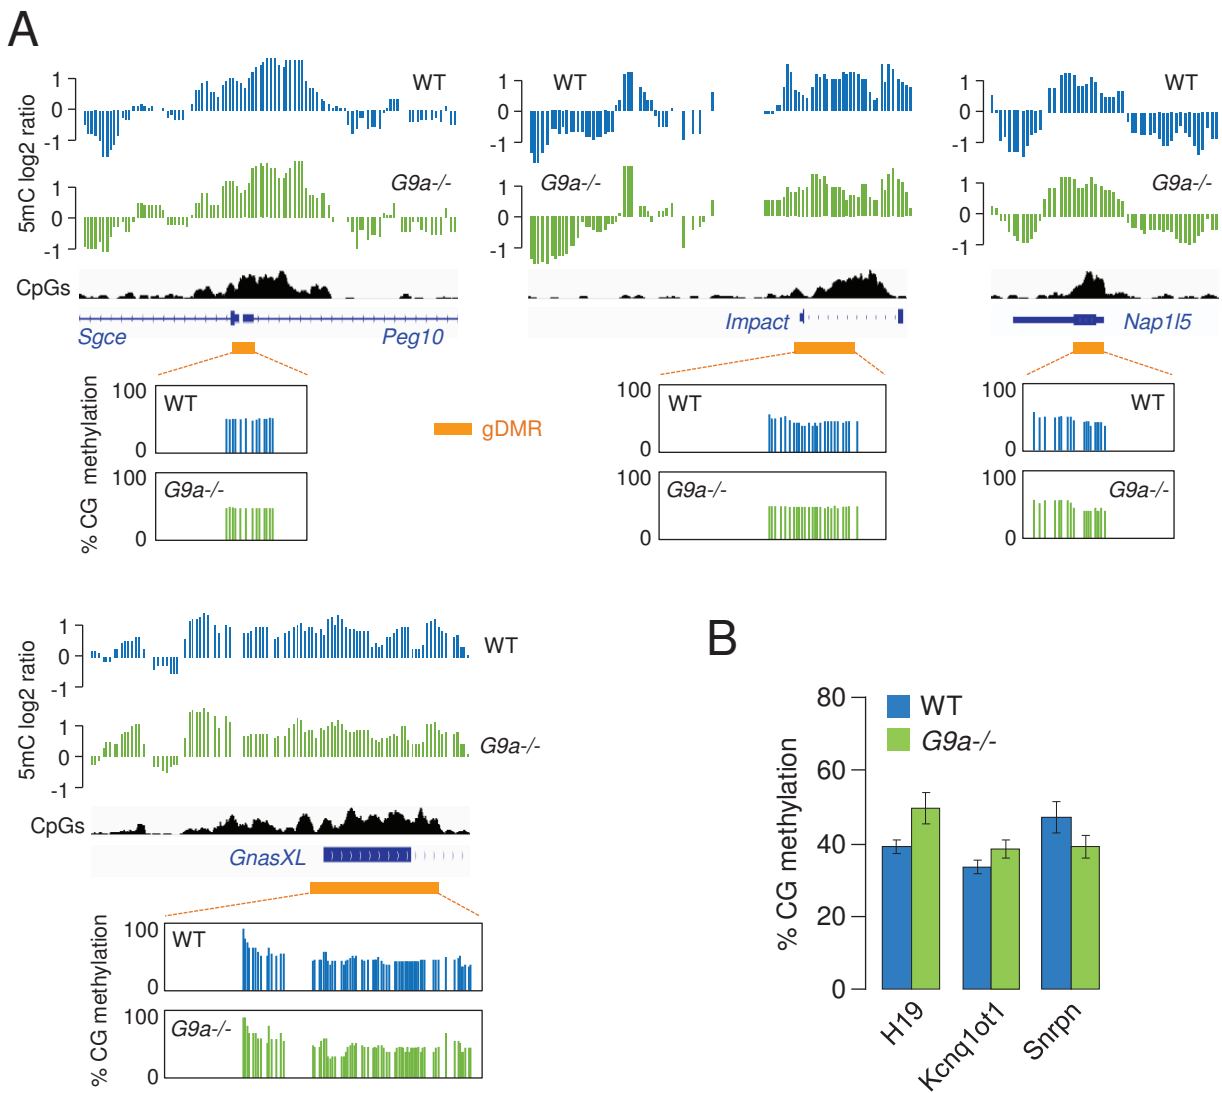 A
5mC log2 ratio
1
0
-1
WT
1
0
-1
G9a-/-
1
0
-1
WT
1
0
-1
G9a-/-
1
0
-1
WT
1
0
-1
G9a-/-
CpGs
Sgce
Peg10
Impact
Nap1l5
% CG methylation
100
0
WT
100
0
G9a-/-
gDMR
100
0
WT
100
0
G9a-/-
100
0
WT
100
0
G9a-/-
5mC log2 ratio
1
0
-1
WT
1
0
-1
G9a-/-
CpGs
GnasXL
% CG methylation
100
0
WT
100
0
G9a-/-
B
% CG methylation
80
60
40
20
0
WT
G9a-/-
H19
Kcnq1ot1
Snrpn